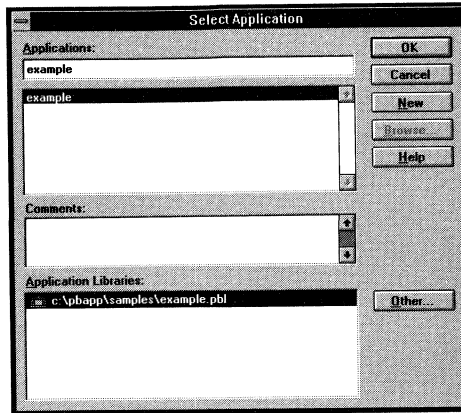 Select Application
Applications:
example
example
Comments:
Application Libraries:
c:\pbapp\samples\example.pbl
OK
Cancel
New
Browse...
Help
Other...